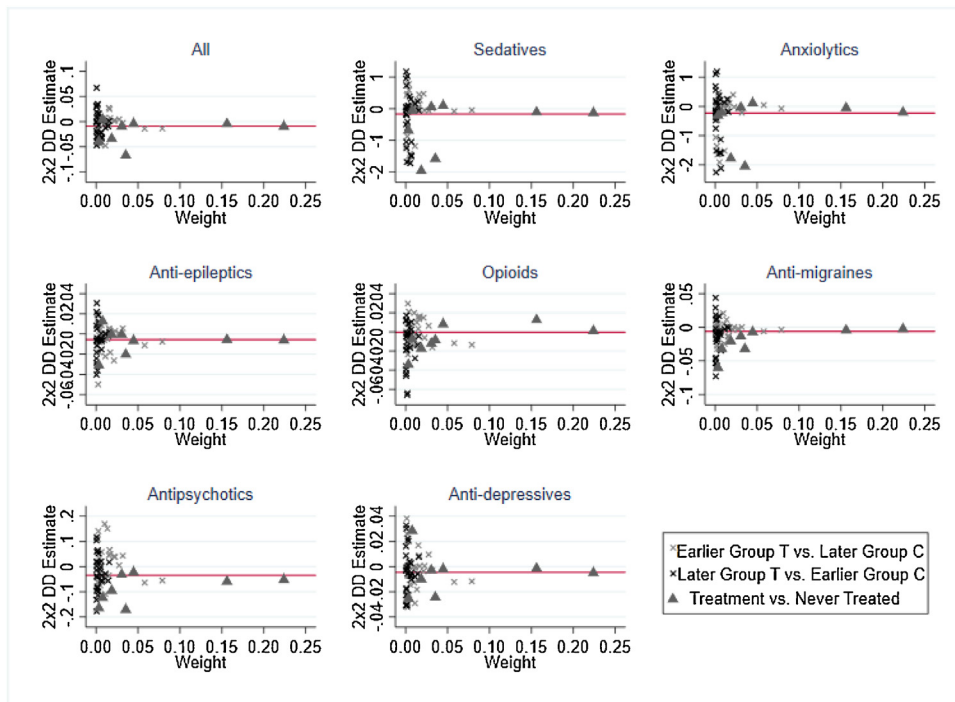 All
Sedatives
Anxiolytics
2x2 DD Estimate
-.1 -.05 0 .05 .1
0.00 0.05 0.10 0.15 0.20 0.25
Weight
2x2 DD Estimate
-2 -1 0 1
0.00 0.05 0.10 0.15 0.20 0.25
Weight
2x2 DD Estimate
-2 -1 0 1
0.00 0.05 0.10 0.15 0.20 0.25
Weight
Anti-epileptics
Opioids
Anti-migraines
2x2 DD Estimate
-.06-.04-.02 0 .02.04
0.00 0.05 0.10 0.15 0.20 0.25
Weight
2x2 DD Estimate
-.06-.04-.02 0 .02.04
0.00 0.05 0.10 0.15 0.20 0.25
Weight
2x2 DD Estimate
-.1 -.05 0 .05
0.00 0.05 0.10 0.15 0.20 0.25
Weight
Antipsychotics
Anti-depressives
2x2 DD Estimate
-.2 -.1 0 .1 .2
0.00 0.05 0.10 0.15 0.20 0.25
Weight
2x2 DD Estimate
-.04 -.02 0 .02 .04
0.00 0.05 0.10 0.15 0.20 0.25
Weight
Earlier Group T vs. Later Group C
Later Group T vs. Earlier Group C
Treatment vs. Never Treated